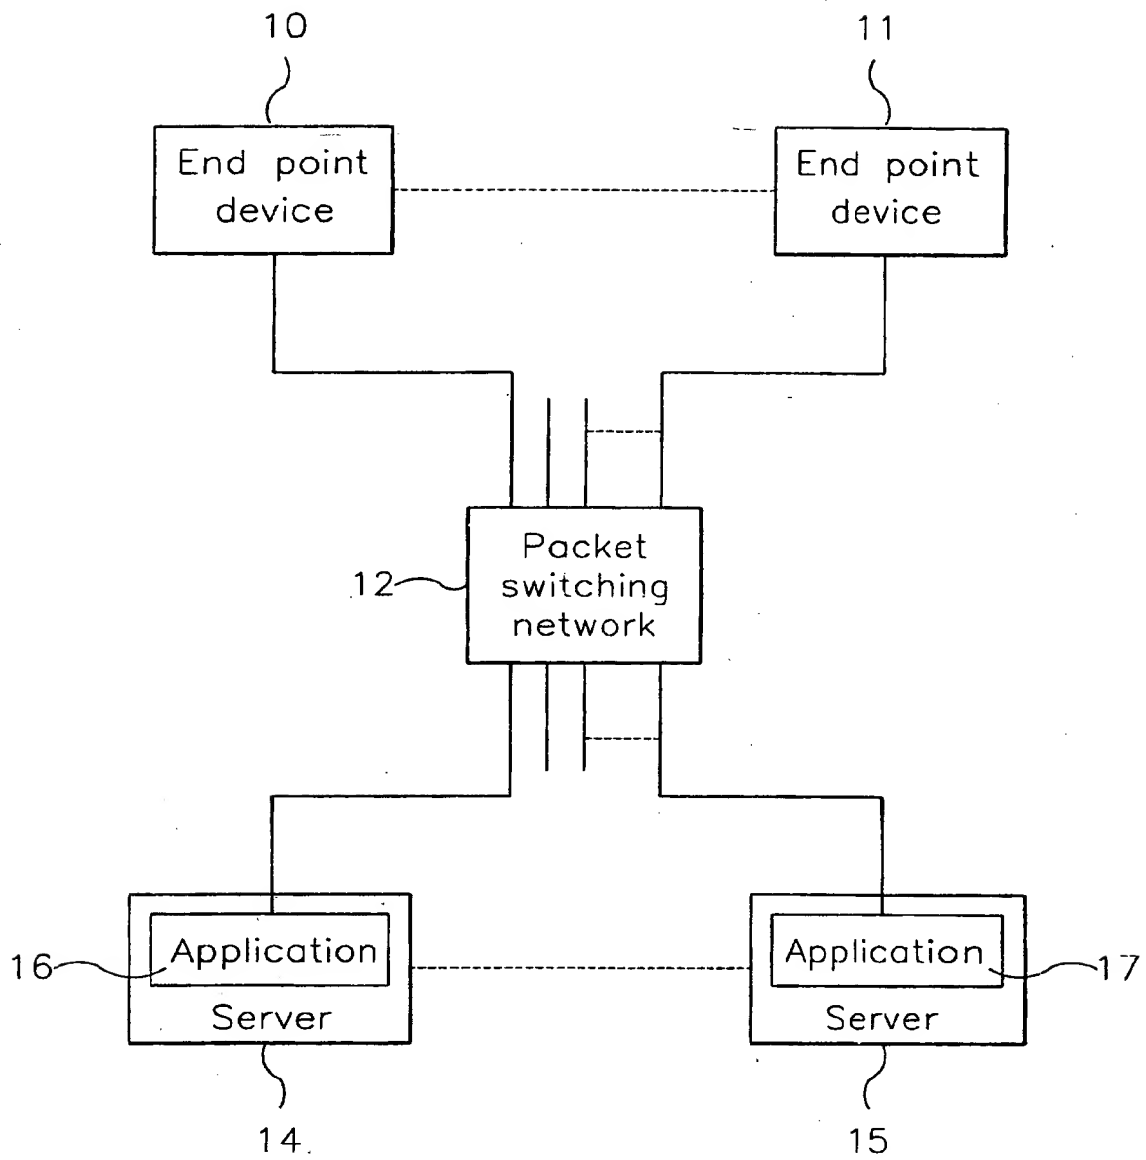 10
11
End point
device
End point
device
12
Packet
switching
network
16
Application
Server
Application
17
Server
14
15